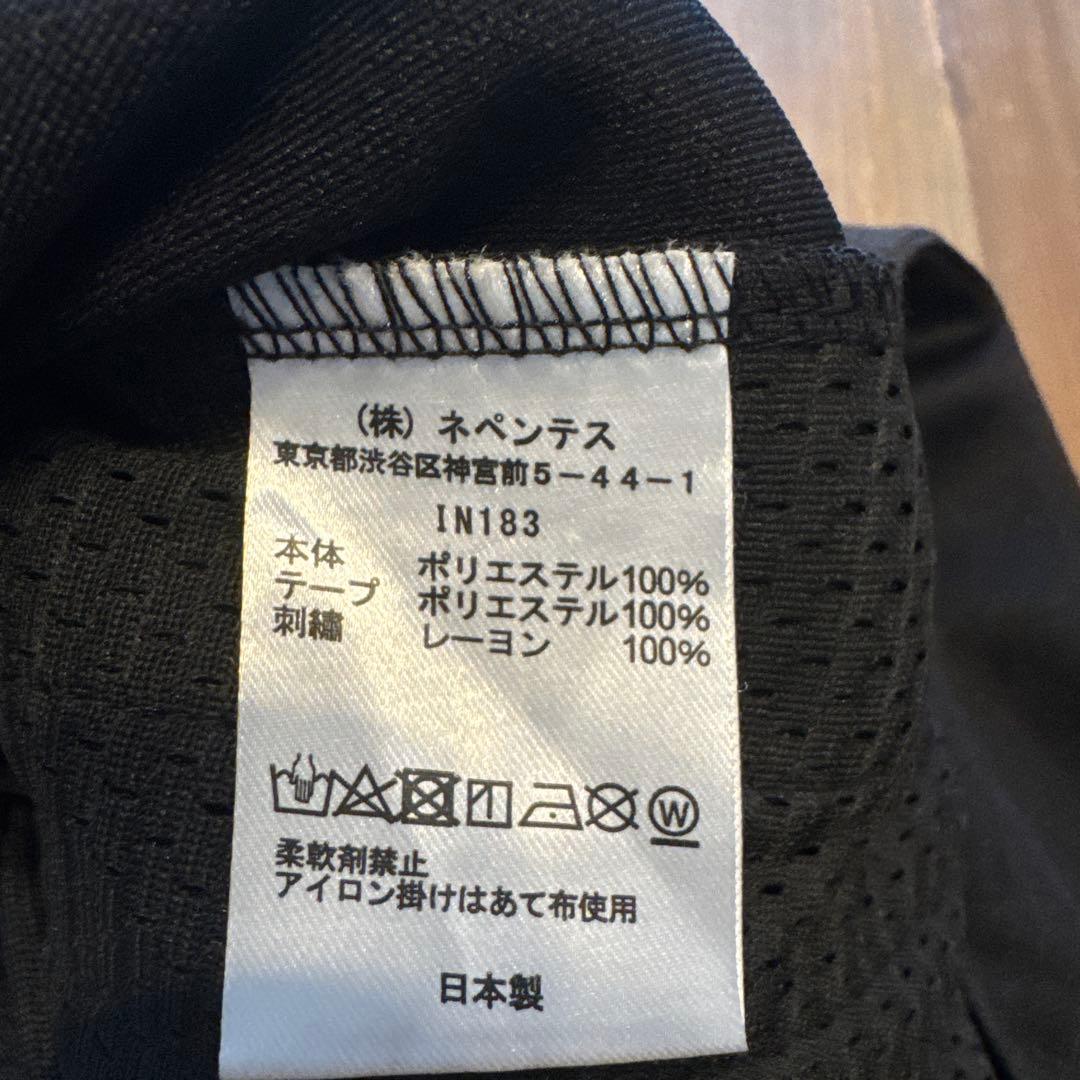 (株) ネペンテス
東京都渋谷区神宮前5-44-1
IN183
本体 ポリエステル100%
テープ ポリエステル100%
刺繍 レーヨン 100%
W
柔軟剤禁止
アイロン掛けはあて布使用
日本製